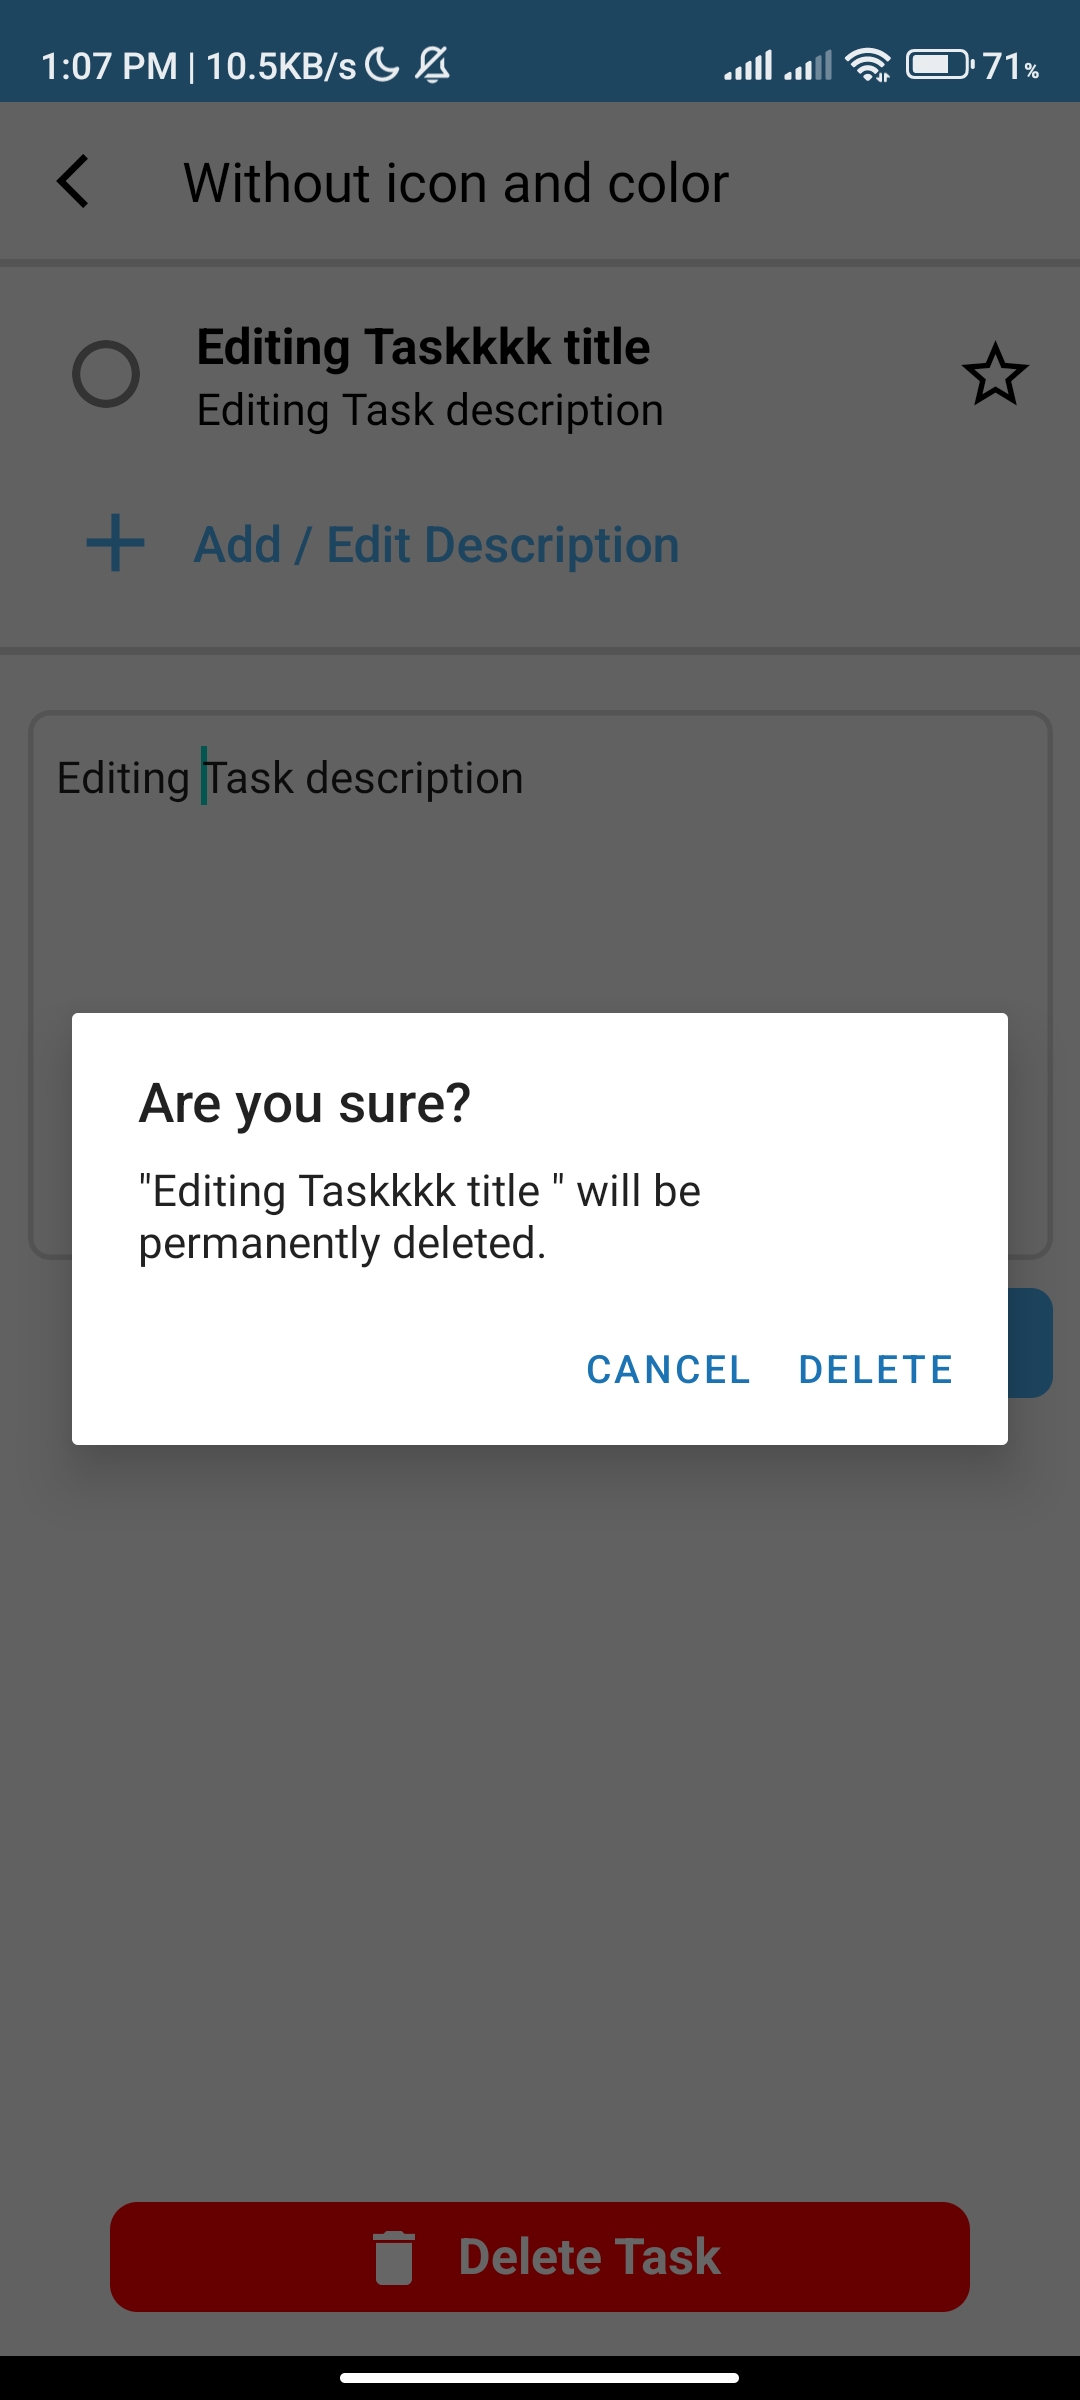 1:07 PM | 10.5KB/s 71%
Without icon and color
Editing Taskkkk title
Editing Task description
Add / Edit Description
Editing Task description
Are you sure?
"Editing Taskkkk title " will be
permanently deleted.
CANCEL DELETE
Delete Task